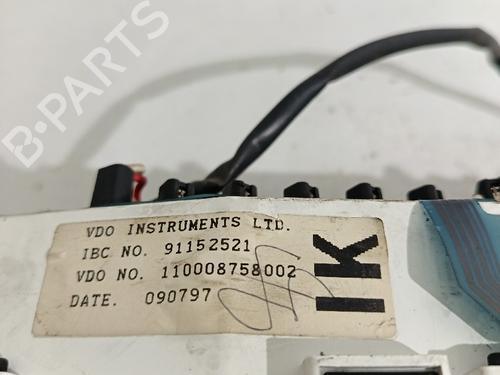 B-PARTS
VDO INSTRUMENTS LTD.
IBC NO. 91152521
VDO NO. 110008758002
DATE. 090797
IK